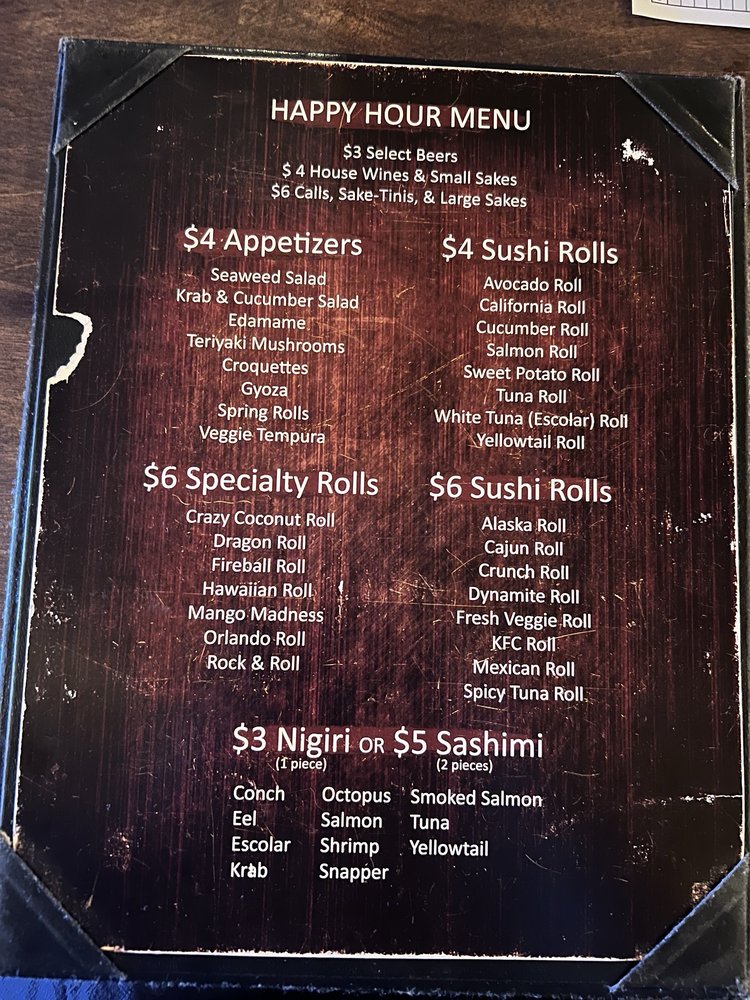 HAPPY HOUR MENU
$3 Select Beers
$ 4 House Wines & Small Sakes
$6 Calls, Sake-Tinis, & Large Sakes
$4 Appetizers
Seaweed Salad
Krab & Cucumber Salad
Edamame
Teriyaki Mushrooms
Croquettes
Gyoza
Spring Rolls
Veggie Tempura
$4 Sushi Rolls
Avocado Roll
California Roll
Cucumber Roll
Salmon Roll
Sweet Potato Roll
Tuna Roll
White Tuna (Escolar) Roll
Yellowtail Roll
$6 Specialty Rolls
Crazy Coconut Roll
Dragon Roll
Fireball Roll
Hawaiian Roll
Mango Madness
Orlando Roll
Rock & Roll
$6 Sushi Rolls
Alaska Roll
Cajun Roll
Crunch Roll
Dynamite Roll
Fresh Veggie Roll
KFC Roll
Mexican Roll
Spicy Tuna Roll
$3 Nigiri OR $5 Sashimi
(1 piece) (2 pieces)
Conch Octopus Smoked Salmon
Eel Salmon Tuna
Escolar Shrimp Yellowtail
Krab Snapper